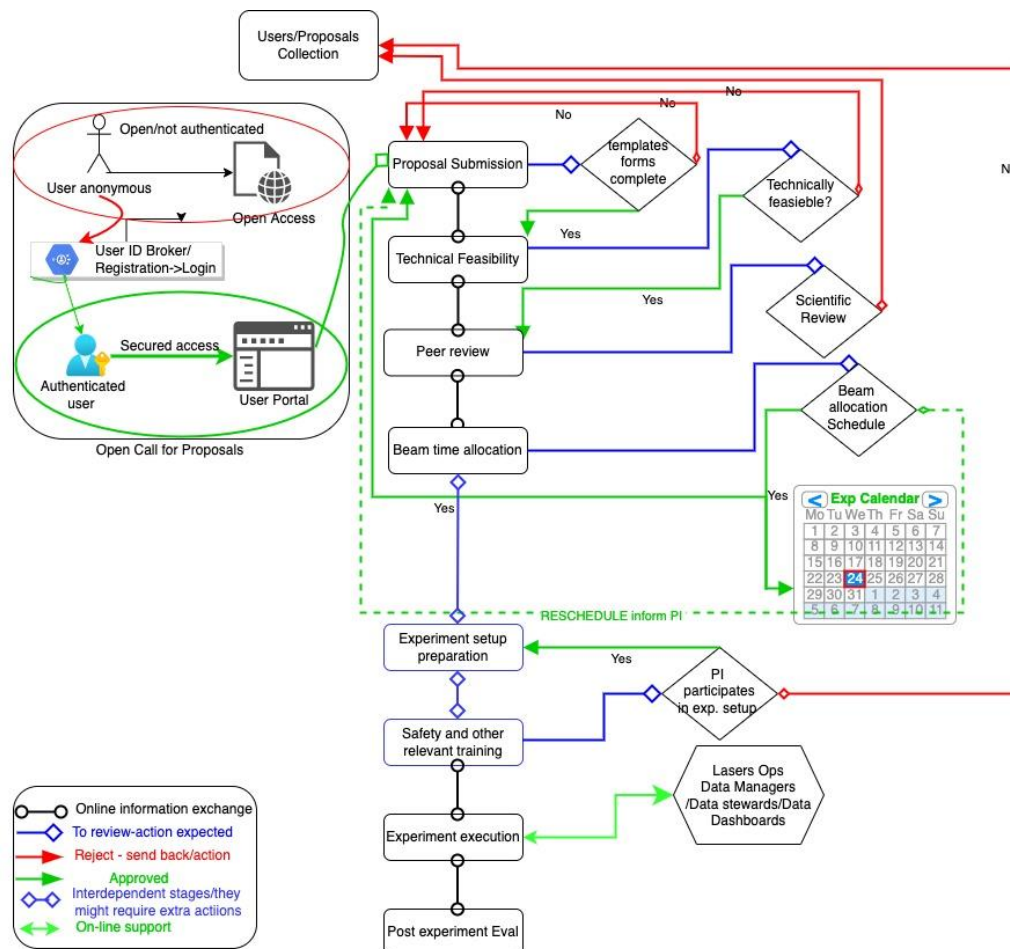 Users/Proposals
Collection
No
No
No
Open/not authenticated
templates
forms
complete
Proposal Submission
User anonymous
Technically
feasieble?
N
Open Access
Yes
User ID Broker/
Registration->Login
Technical Feasibility
Yes
Scientific
Review
Secured access
Peer review
Authenticated
user
User Portal
Beam
allocation
Schedule
Open Call for Proposals
Beam time allocation
Yes
Yes
< Exp Calendar >
Mo Tu We Th Fr Sa Su
1 2 3 4 5 6 7
8 9 10 11 12 13 14
15 16 17 18 19 20 21
22 23 24 25 26 27 28
29 30 31 1 2 3 4
5 6 7 8 9 10 11
RESCHEDULE inform PI
Experiment setup
preparation
Yes
PI
participates
in exp. setup
Safety and other
relevant training
Lasers Ops
Data Managers
/Data stewards/Data
Dashboards
Experiment execution
Post experiment Eval
Online information exchange
To review-action expected
Reject - send back/action
Approved
Interdependent stages/they
might require extra actiions
On-line support